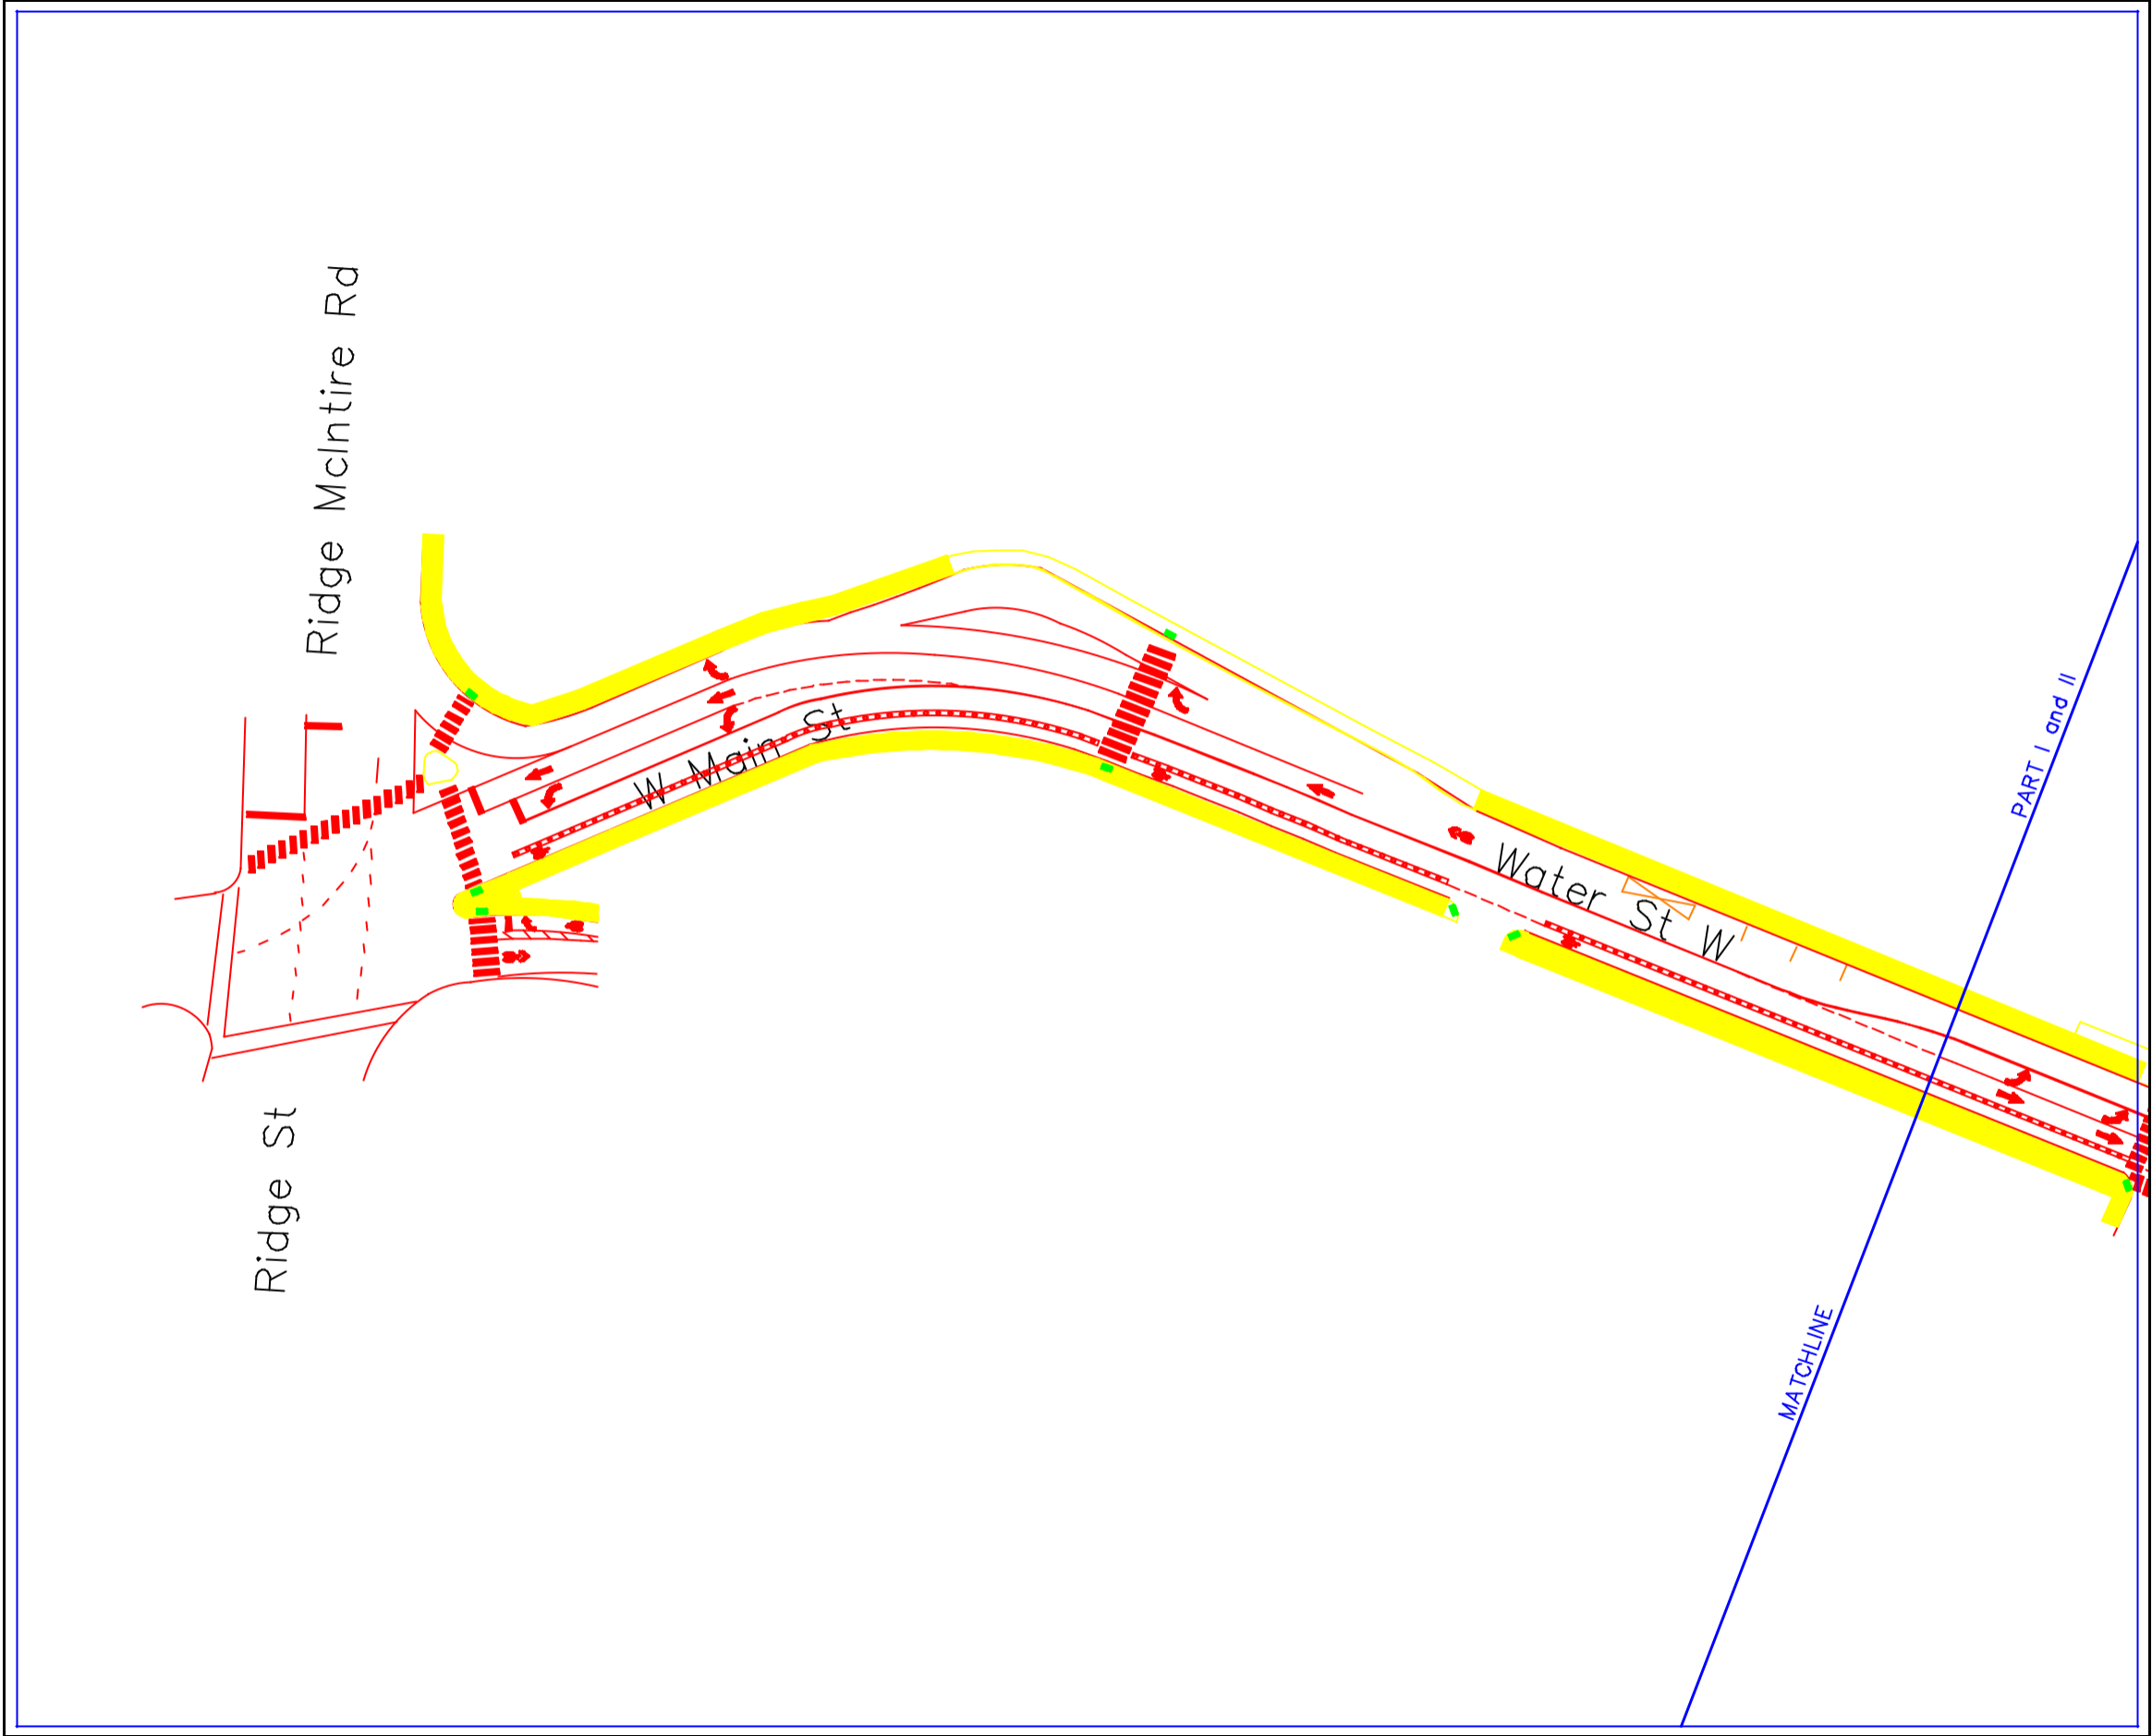 Ridge McIntire Rd
W Main St
Water St W
PART I and II
Ridge St
MATCHLINE